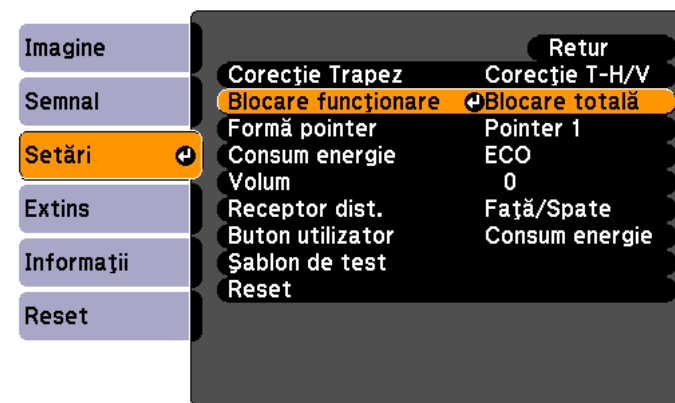 Imagine
Semnal
Setări
Extins
Informaţii
Reset
Retur
Corecţie Trapez Corecţie T-H/V
Blocare funcţionare Blocare totală
Formă pointer Pointer 1
Consum energie ECO
Volum 0
Receptor dist. Faţă/Spate
Buton utilizator Consum energie
Şablon de test
Reset